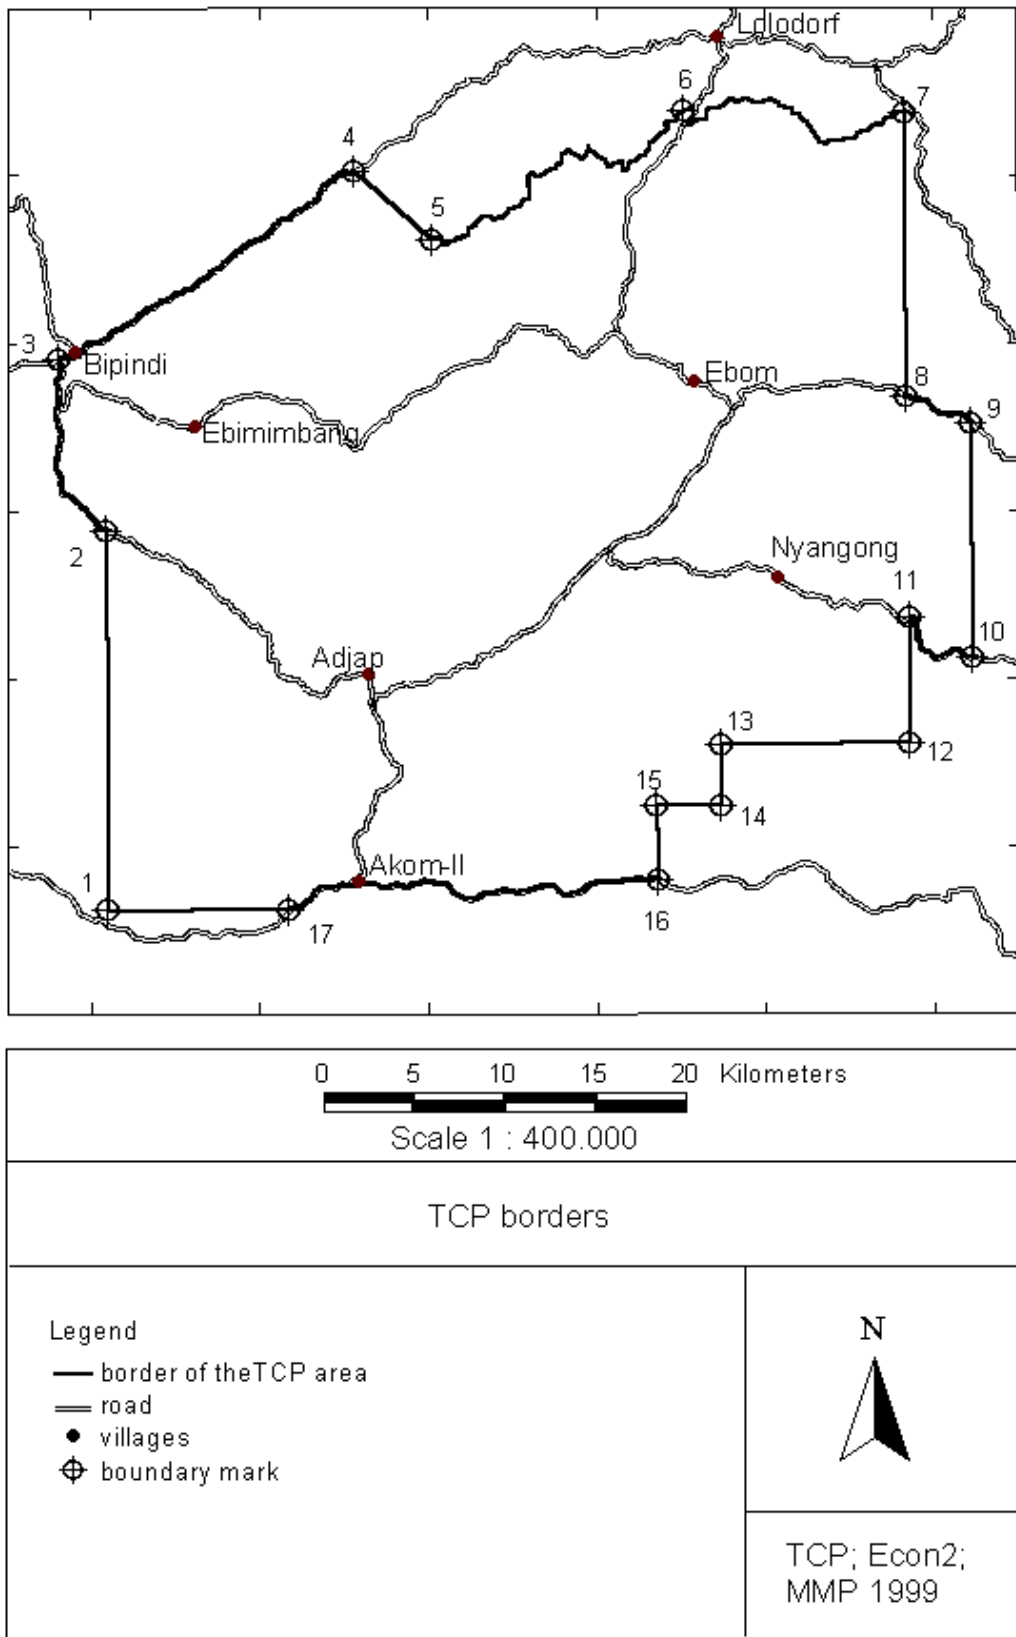 Lolodorf
6
7
4
5
3
Bipindi
Ebom
8
9
Ebimimbang
2
Nyangong
11
10
Adjap
13
12
15
14
Akom-II
1
17
16
0 5 10 15 20 Kilometers
Scale 1 : 400.000
TCP borders
Legend
border of theTCP area
road
villages
boundary mark
N
TCP; Econ2;
MMP 1999